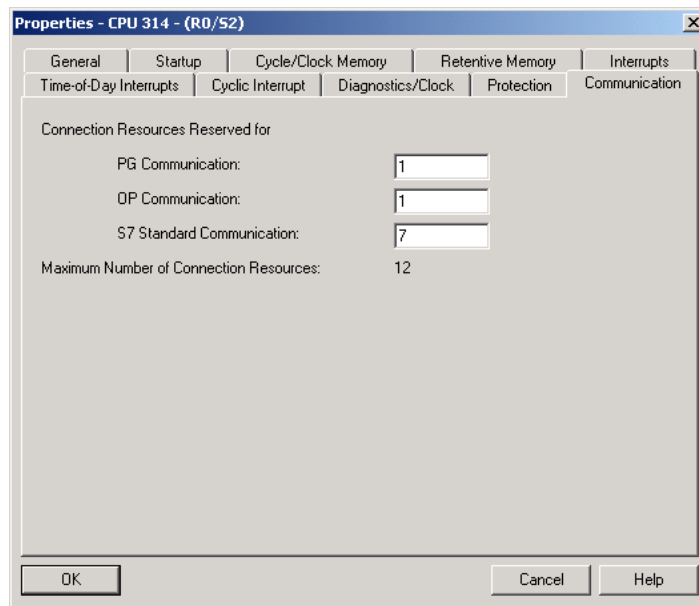 Properties - CPU 314 - (R0/S2)
General Startup Cycle/Clock Memory Retentive Memory Interrupts
Time-of-Day Interrupts Cyclic Interrupt Diagnostics/Clock Protection Communication
Connection Resources Reserved for
PG Communication: 1
OP Communication: 1
S7 Standard Communication: 7
Maximum Number of Connection Resources: 12
OK Cancel Help